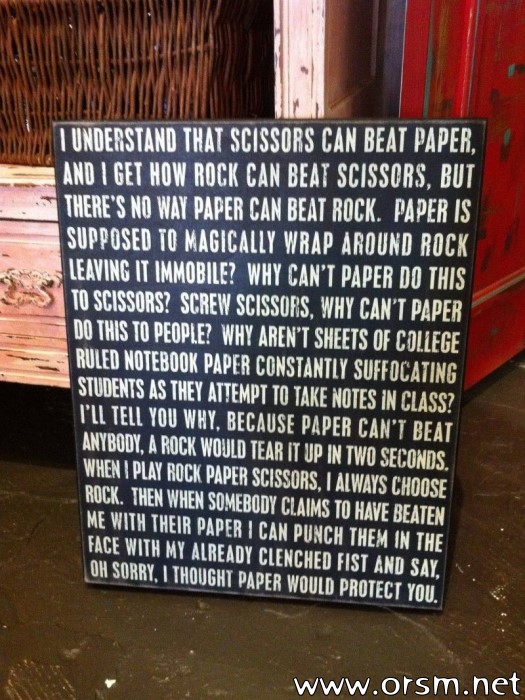 I UNDERSTAND THAT SCISSORS CAN BEAT PAPER,
AND I GET HOW ROCK CAN BEAT SCISSORS, BUT
THERE'S NO WAY PAPER CAN BEAT ROCK. PAPER IS
SUPPOSED TO MAGICALLY WRAP AROUND ROCK
LEAVING IT IMMOBILE? WHY CAN'T PAPER DO THIS
TO SCISSORS? SCREW SCISSORS, WHY CAN'T PAPER
DO THIS TO PEOPLE? WHY AREN'T SHEETS OF COLLEGE
RULED NOTEBOOK PAPER CONSTANTLY SUFFOCATING
STUDENTS AS THEY ATTEMPT TO TAKE NOTES IN CLASS?
I'LL TELL YOU WHY, BECAUSE PAPER CAN'T BEAT
ANYBODY, A ROCK WOULD TEAR IT UP IN TWO SECONDS.
WHEN I PLAY ROCK PAPER SCISSORS, I ALWAYS CHOOSE
ROCK. THEN WHEN SOMEBODY CLAIMS TO HAVE BEATEN
ME WITH THEIR PAPER I CAN PUNCH THEM IN THE
FACE WITH MY ALREADY CLENCHED FIST AND SAY,
OH SORRY, I THOUGHT PAPER WOULD PROTECT YOU.
www.orsm.net